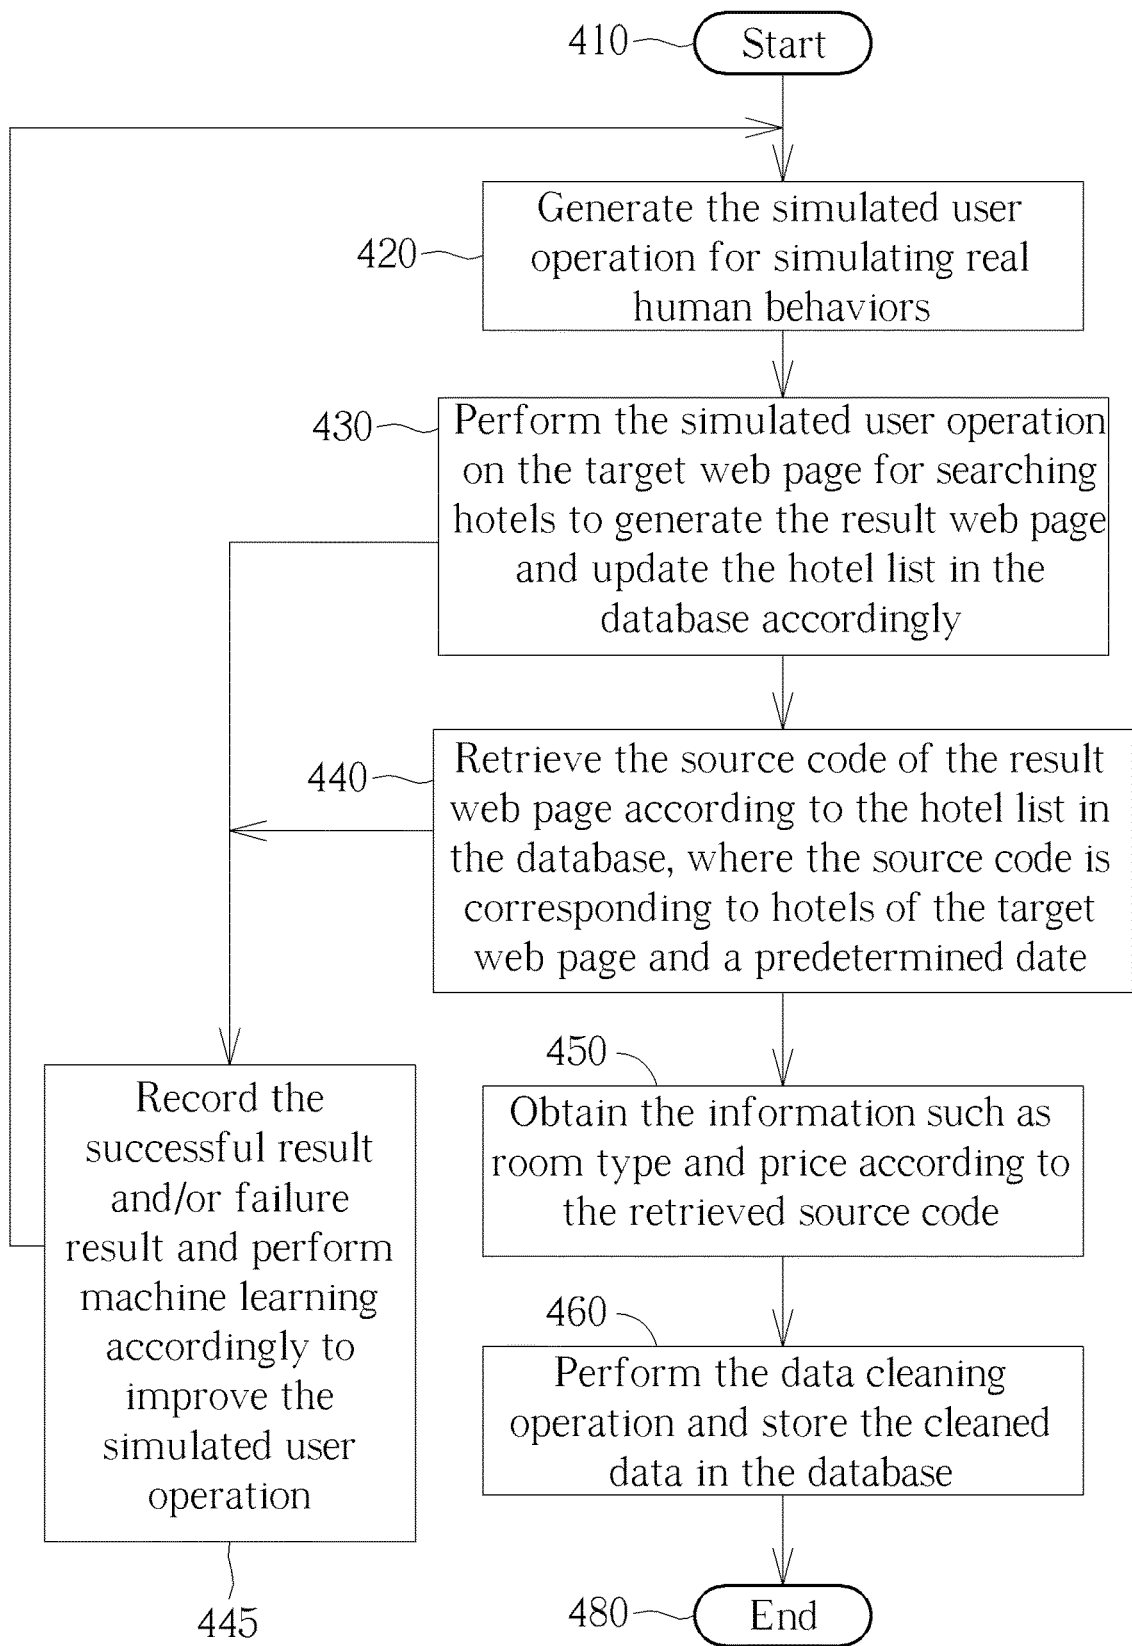 410
Start
420
Generate the simulated user
operation for simulating real
human behaviors
430
Perform the simulated user operation
on the target web page for searching
hotels to generate the result web page
and update the hotel list in the
database accordingly
440
Retrieve the source code of the result
web page according to the hotel list in
the database, where the source code is
corresponding to hotels of the target
web page and a predetermined date
445
Record the
successful result
and/or failure
result and perform
machine learning
accordingly to
improve the
simulated user
operation
450
Obtain the information such as
room type and price according to
the retrieved source code
460
Perform the data cleaning
operation and store the cleaned
data in the database
480
End